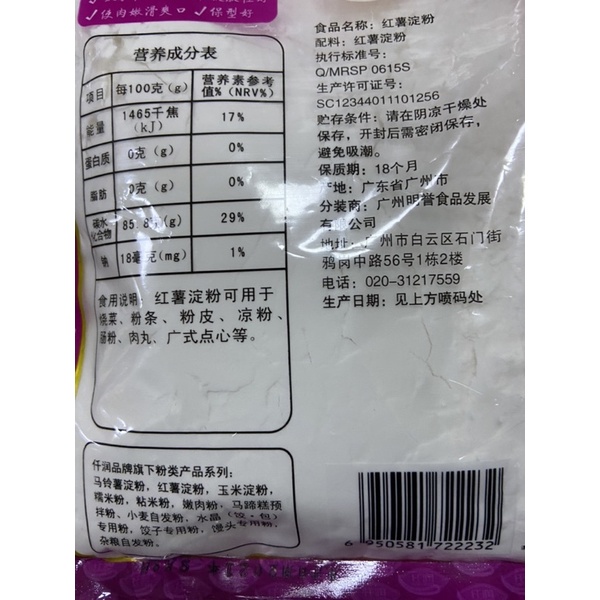 ✓使肉嫩滑爽口 ✓保型好
营养成分表
项目 每100克(g) 营养素参考值%(NRV%)
能量 1465千焦(kJ) 17%
蛋白质 0克(g) 0%
脂肪 0克(g) 0%
碳水化合物 85.8克(g) 29%
钠 18毫克(mg) 1%
食用说明：红薯淀粉可用于
烧菜、粉条、粉皮、凉粉、
肠粉、肉丸、广式点心等。
仟润品牌旗下粉类产品系列：
马铃薯淀粉，红薯淀粉，玉米淀粉，
糯米粉，粘米粉，嫩肉粉，马蹄糕预
拌粉、小麦自发粉，水晶(饺·包)
专用粉，饺子专用粉、馒头专用粉，
杂粮自发粉。
食品名称：红薯淀粉
配料：红薯淀粉
执行标准号：
Q/MRSP 0615S
生产许可证号：
SC12344011101256
贮存条件：请在阴凉干燥处
保存，开封后需密闭保存，
避免吸潮。
保质期：18个月
产地：广东省广州市
分装商：广州明誉食品发展
有限公司
地址：广州市白云区石门街
鸦岗中路56号1栋2楼
电话：020-31217559
生产日期：见上方喷码处
6 950581 722232